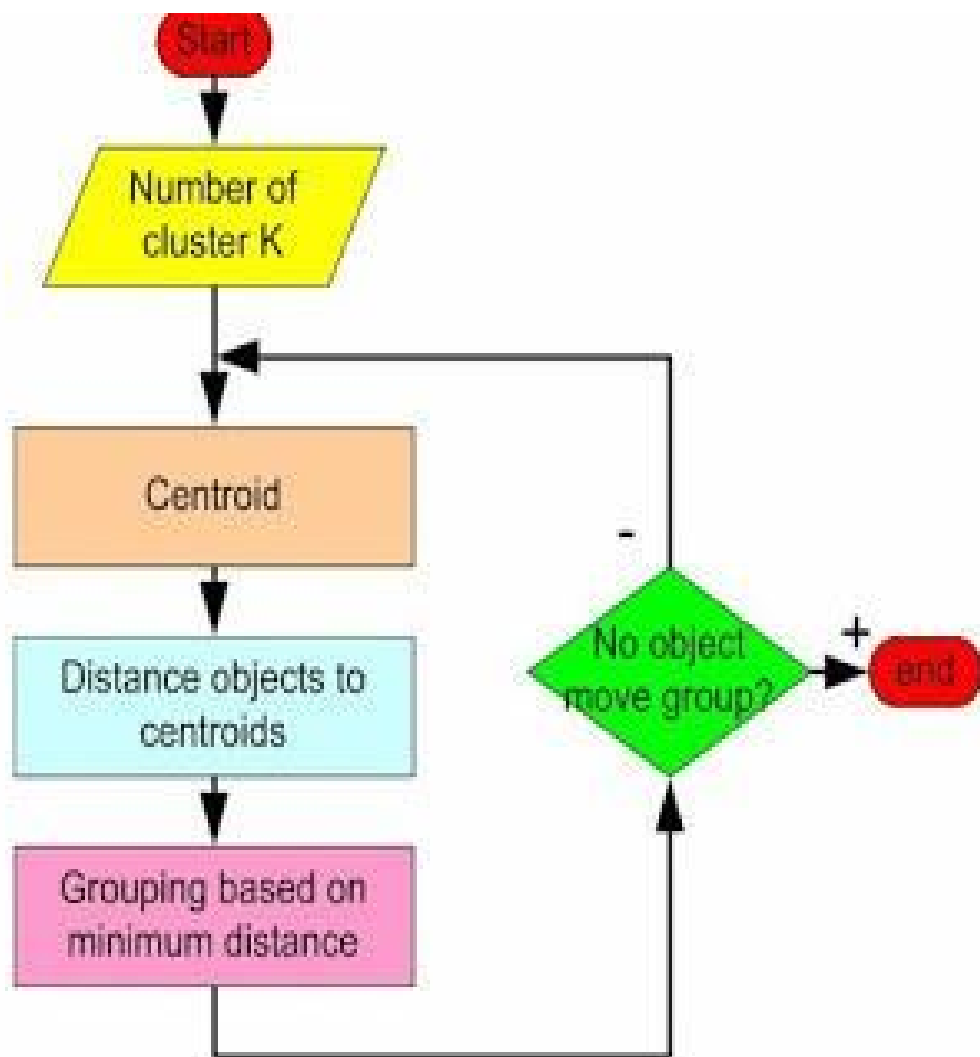 Start
Number of
cluster K
Centroid
Distance objects to
centroids
Grouping based on
minimum distance
-
No object
move group?
+
end